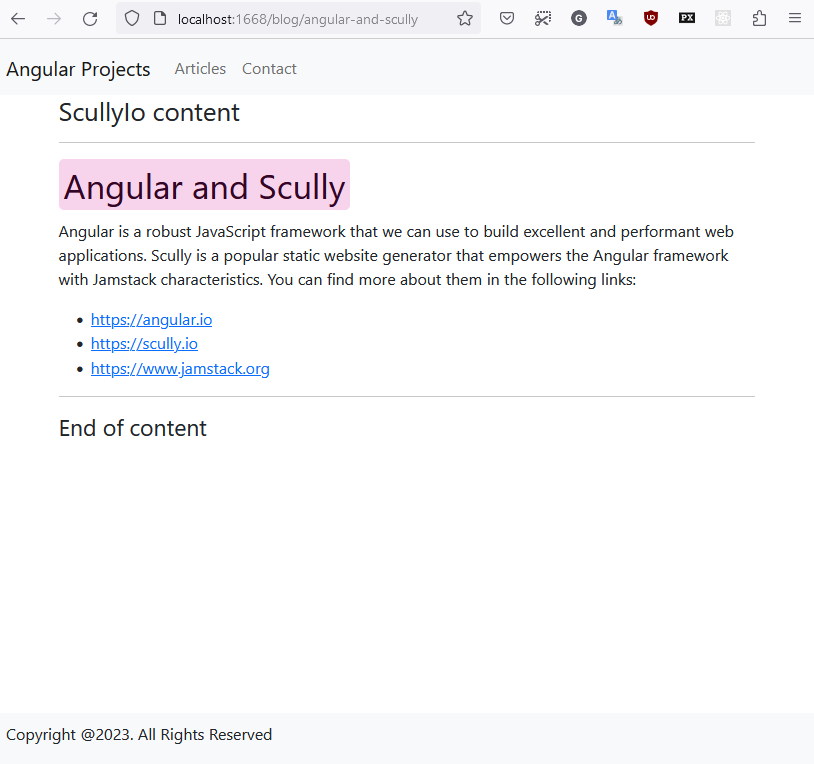 localhost:1668/blog/angular-and-scully
G
A
UD
PX
Angular Projects Articles Contact
ScullyIo content
Angular and Scully
Angular is a robust JavaScript framework that we can use to build excellent and performant web
applications. Scully is a popular static website generator that empowers the Angular framework
with Jamstack characteristics. You can find more about them in the following links:
https://angular.io
https://scully.io
https://www.jamstack.org
End of content
Copyright @2023. All Rights Reserved